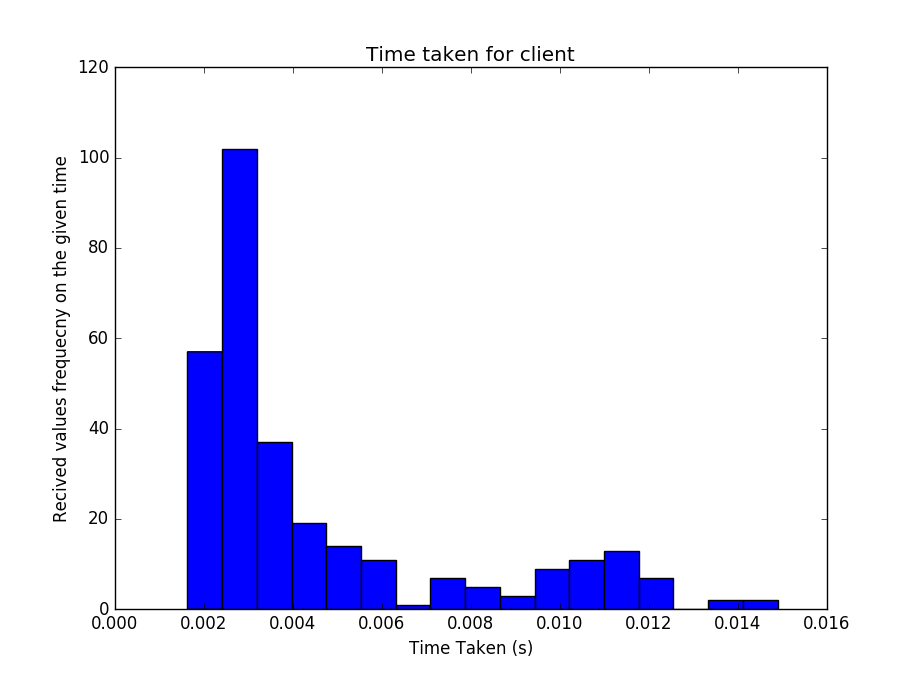 Time taken for client
120
100
80
60
40
20
0
Recived values frequecny on the given time
0.000 0.002 0.004 0.006 0.008 0.010 0.012 0.014 0.016
Time Taken (s)